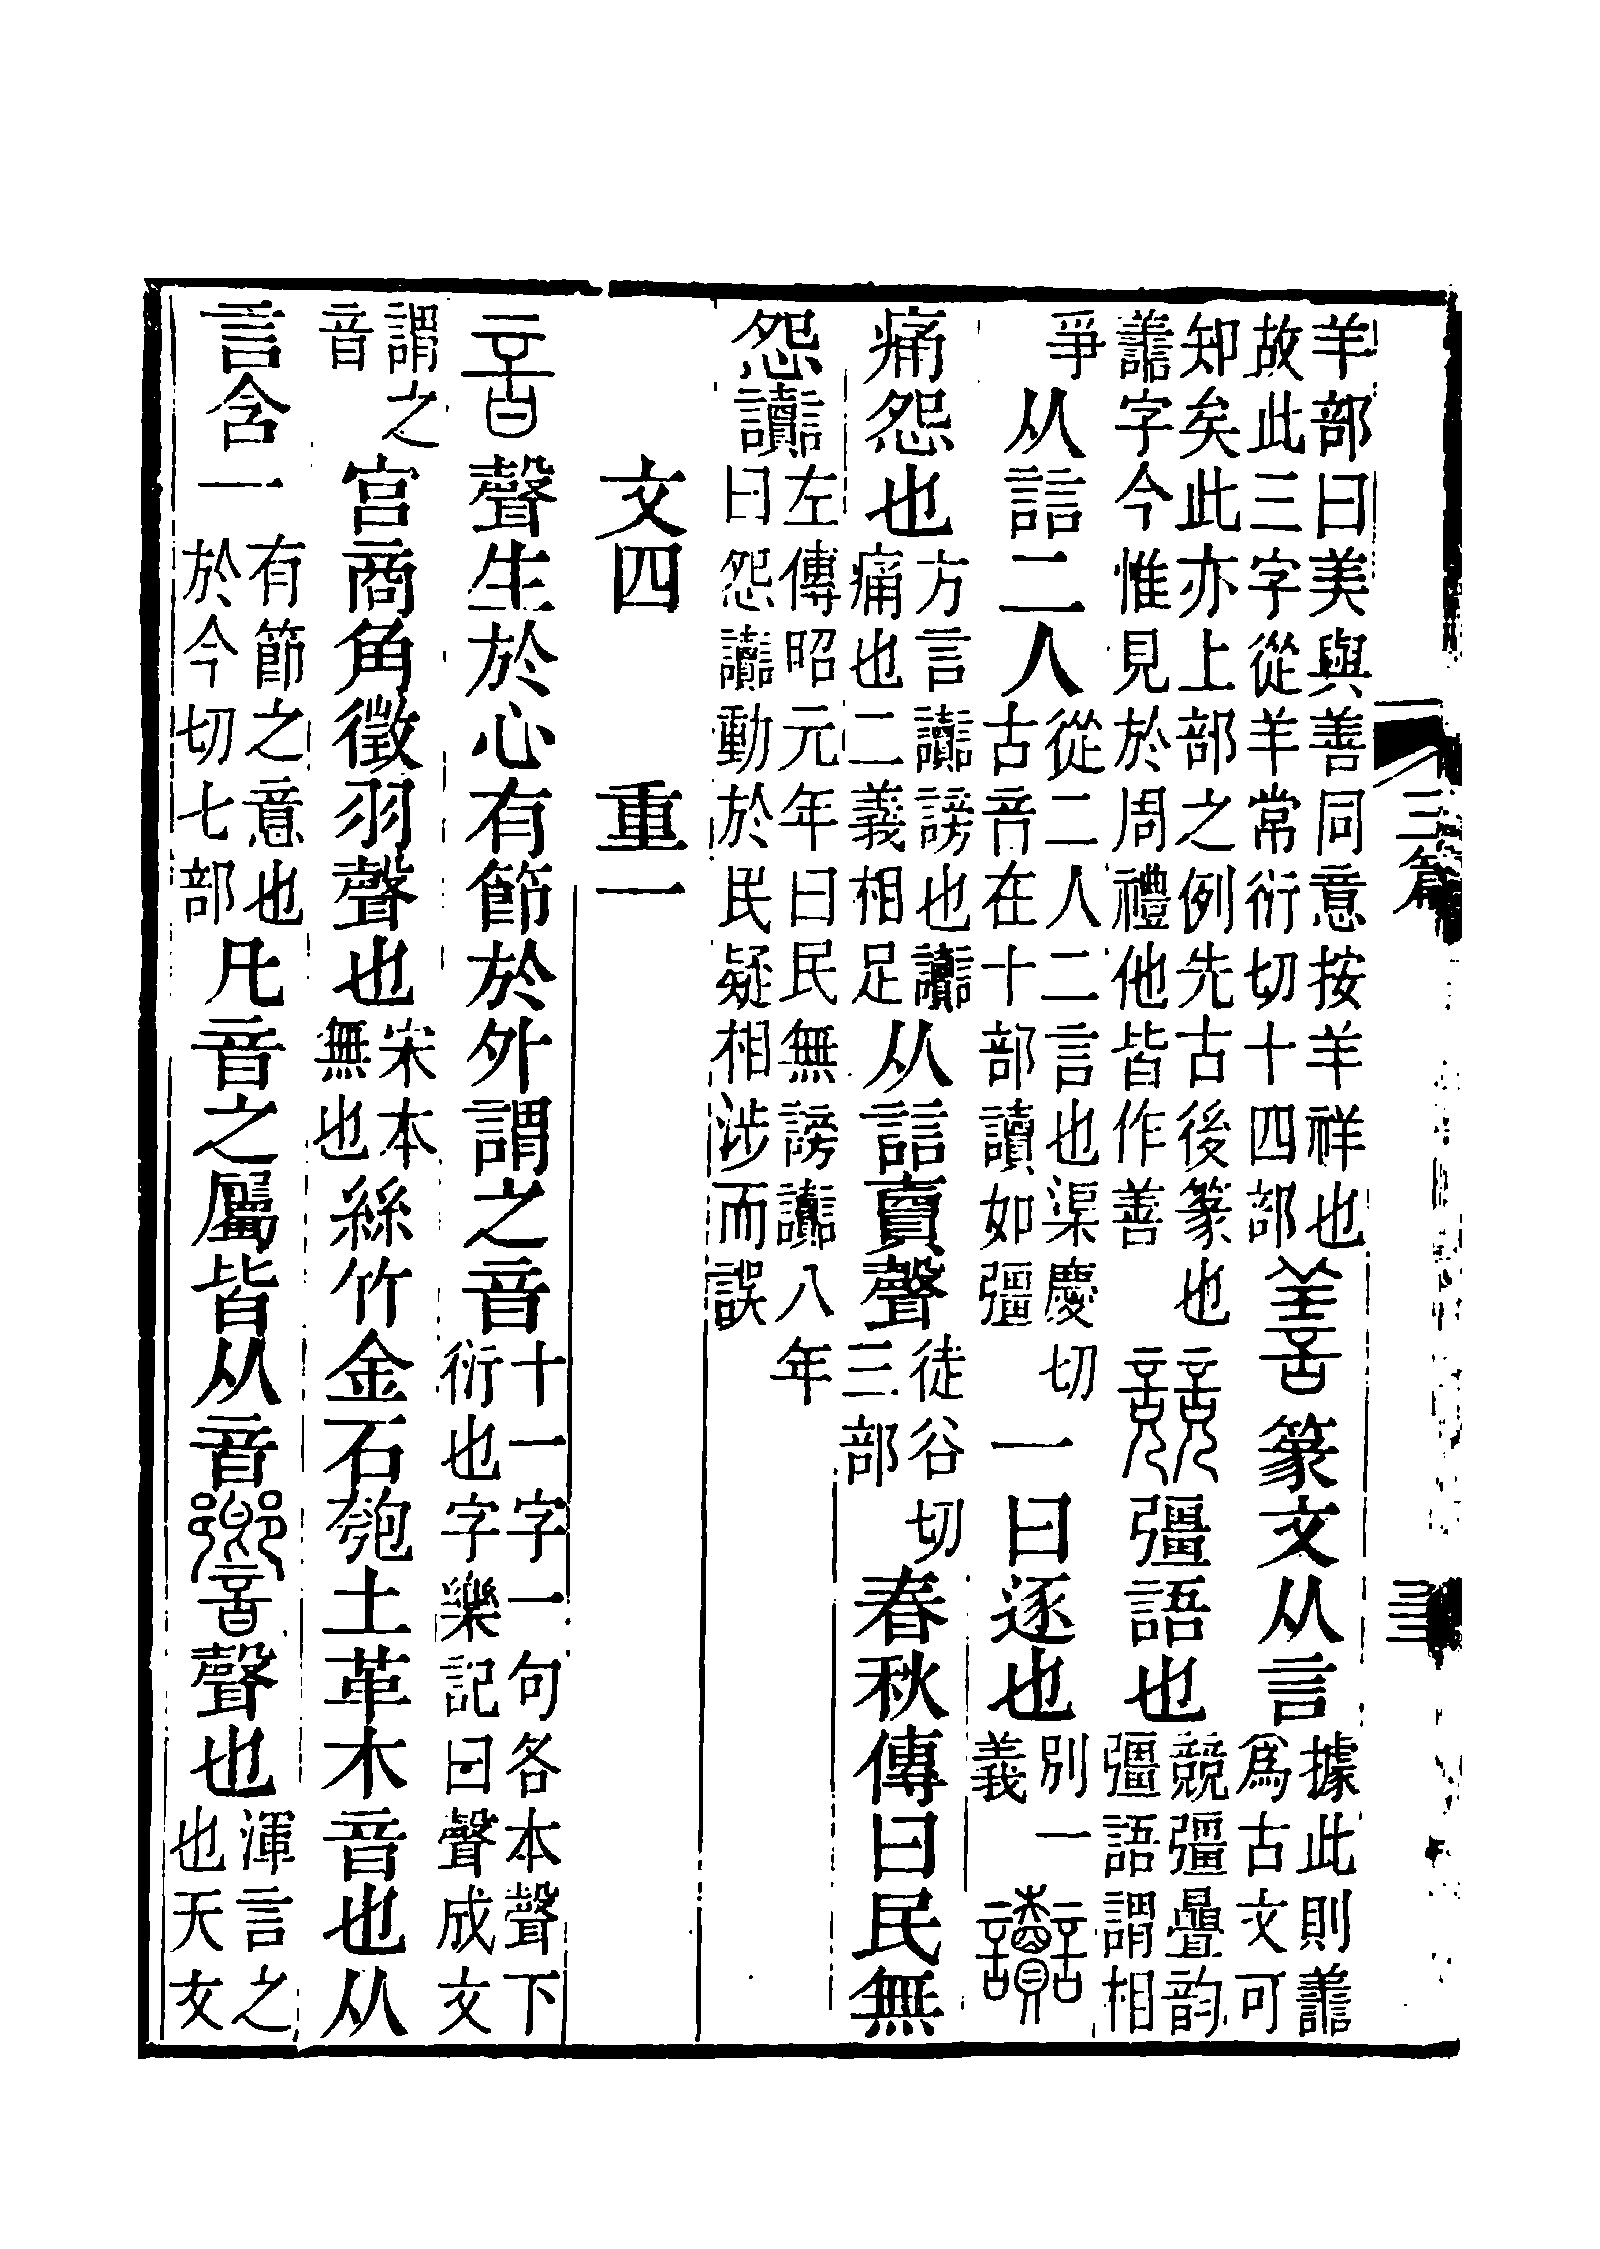 羊部曰美與善同意按羊祥也故此三字從羊常衍切十四部善篆文从言據此則譱爲古文可
知矣此亦上部之例先古後篆也譱字今惟見於周禮他皆作善競彊語也競彊疊韵彊語謂相
爭从誩二人從二人二言也渠慶切古音在十部讀如彊一曰逐也別一義讟
痛怨也方言讟謗也讟痛也二義相足从誩賣聲徒谷切三部春秋傳曰民無
怨讟左傳昭元年曰民無謗讟八年曰怨讟動於民疑相涉而誤
文四 重一
音聲生於心有節於外謂之音十一字一句各本聲下衍也字樂記曰聲成文
謂之音宮商角徵羽聲也宋本無也絲竹金石匏土革木音也从
言含一有節之意也於今切七部凡音之屬皆从音響聲也渾言之也天文
三篇